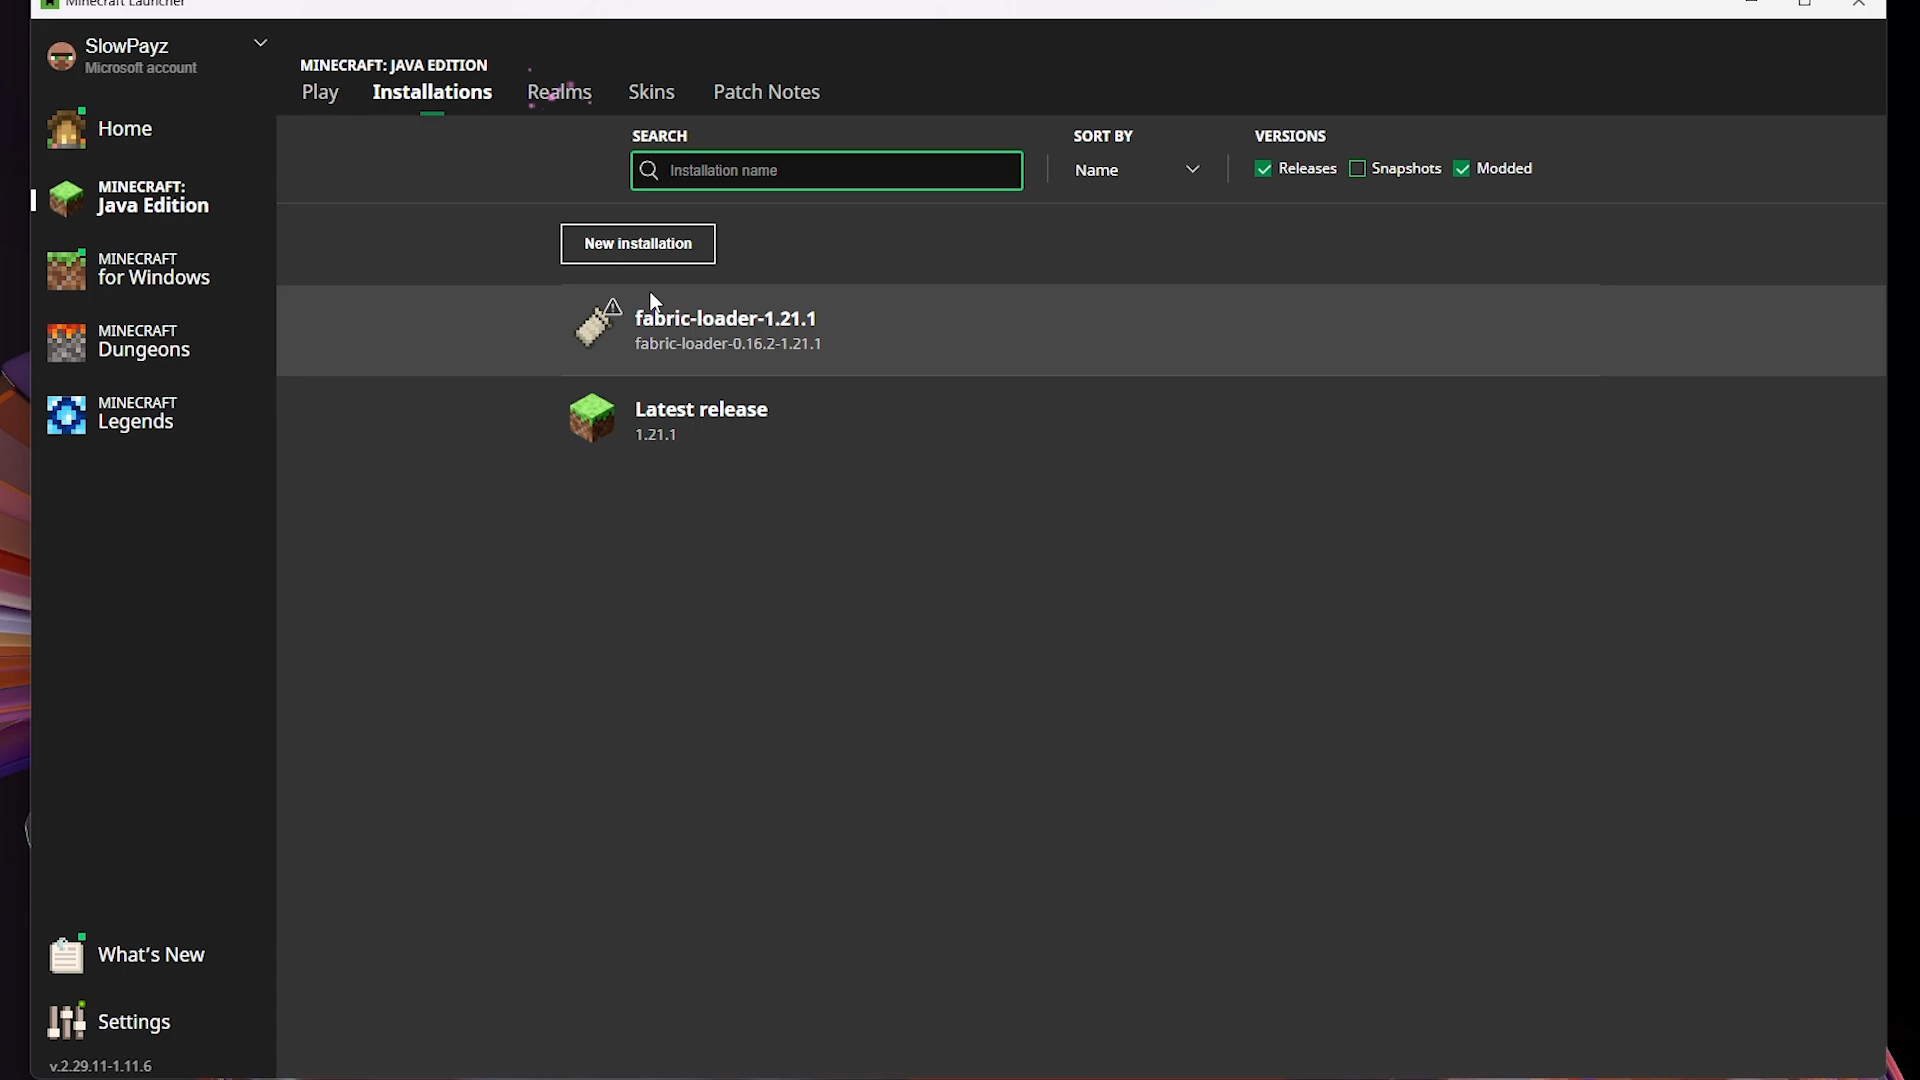 Minecraft Launcher
SlowPayz
Microsoft account
MINECRAFT: JAVA EDITION
Play Installations Realms Skins Patch Notes
Home
MINECRAFT:
Java Edition
MINECRAFT
for Windows
MINECRAFT
Dungeons
MINECRAFT
Legends
SEARCH
Installation name
SORT BY
Name
VERSIONS
Releases Snapshots Modded
New installation
fabric-loader-1.21.1
fabric-loader-0.16.2-1.21.1
Latest release
1.21.1
What's New
Settings
v.2.29.11-1.11.6